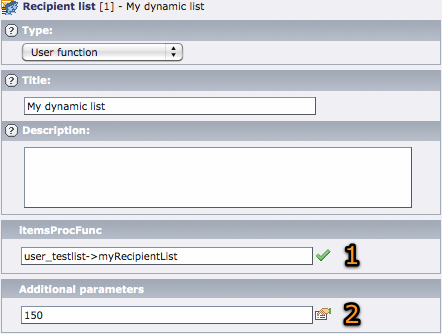 Recipient list [1] - My dynamic list
? Type:
User function
? Title:
My dynamic list
? Description:
itemsProcFunc
user_testlist->myRecipientList 1
Additional parameters
150 2